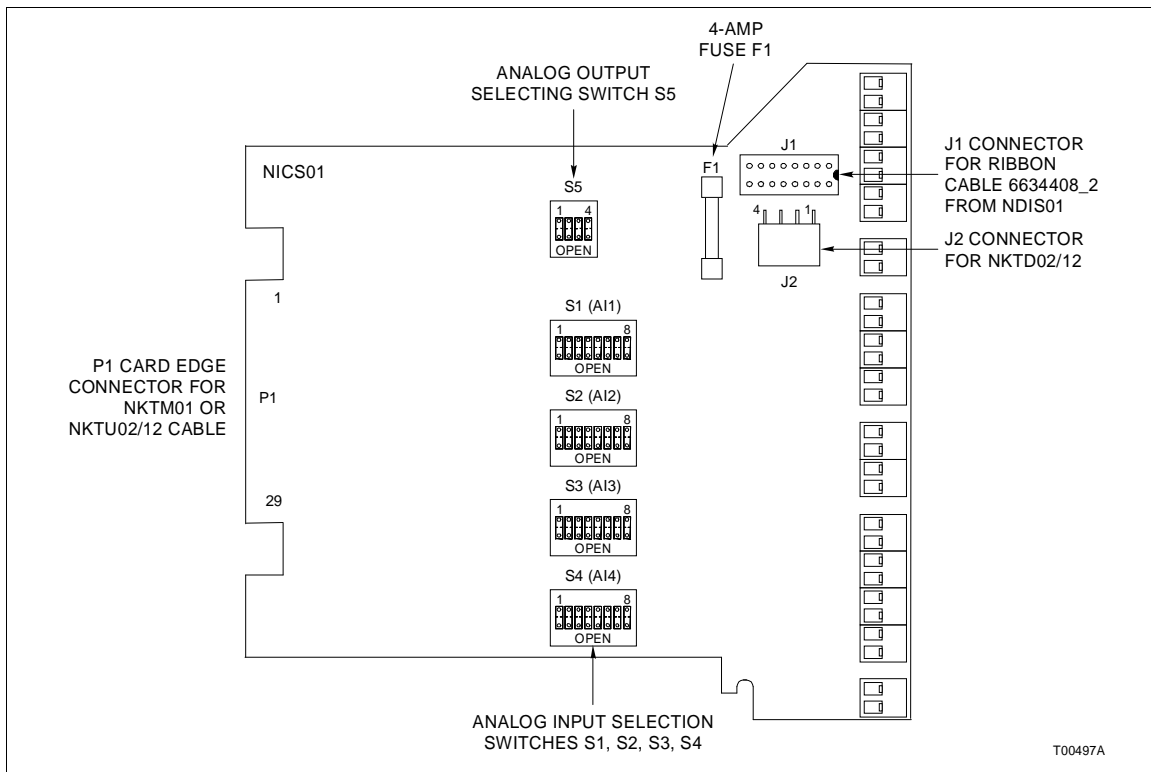 4-AMP
FUSE F1
ANALOG OUTPUT
SELECTING SWITCH S5
J1
J1 CONNECTOR
FOR RIBBON
CABLE 6634408_2
FROM NDIS01
NICS01
F1
S5
1 4
OPEN
4 1
J2 CONNECTOR
FOR NKTD02/12
J2
1
S1 (AI1)
1 8
OPEN
P1 CARD EDGE
CONNECTOR FOR
NKTM01 OR
NKTU02/12 CABLE
P1
S2 (AI2)
1 8
OPEN
S3 (AI3)
1 8
OPEN
29
S4 (AI4)
1 8
OPEN
ANALOG INPUT SELECTION
SWITCHES S1, S2, S3, S4
T00497A